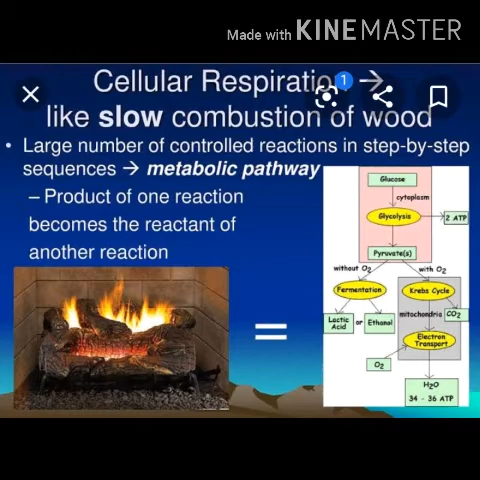 Made with KINEMASTER
Cellular Respiration →
1
like slow combustion of wood
• Large number of controlled reactions in step-by-step
sequences → metabolic pathway
– Product of one reaction
becomes the reactant of
another reaction
=
Glucose
cytoplasm
Glycolysis
2 ATP
Pyruvate(s)
without O2
with O2
Fermentation
Krebs Cycle
Lactic
Acid
or
Ethanol
mitochondria
CO2
Electron
Transport
O2
H2O
34 - 36 ATP